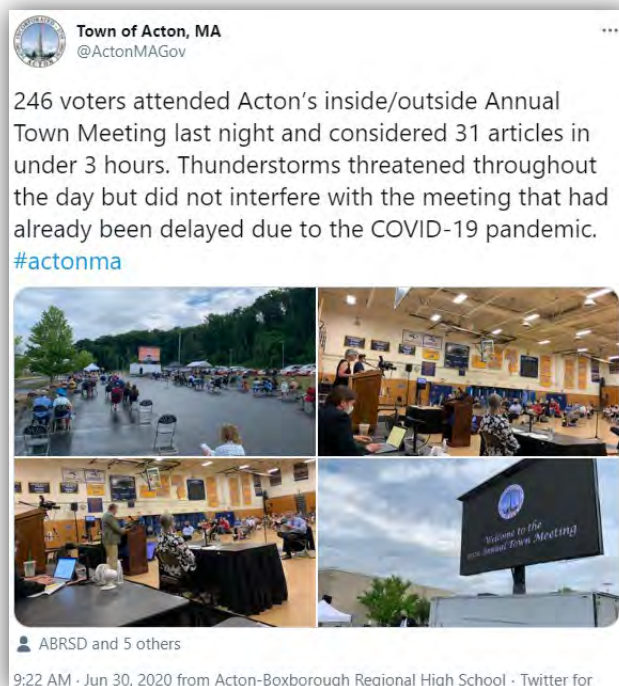 Town of Acton, MA
@ActonMAGov
246 voters attended Acton's inside/outside Annual
Town Meeting last night and considered 31 articles in
under 3 hours. Thunderstorms threatened throughout
the day but did not interfere with the meeting that had
already been delayed due to the COVID-19 pandemic.
#actonma
Welcome to the
Annual Town Meeting
ABRSD and 5 others
9:22 AM · Jun 30, 2020 from Acton-Boxborough Regional High School · Twitter for